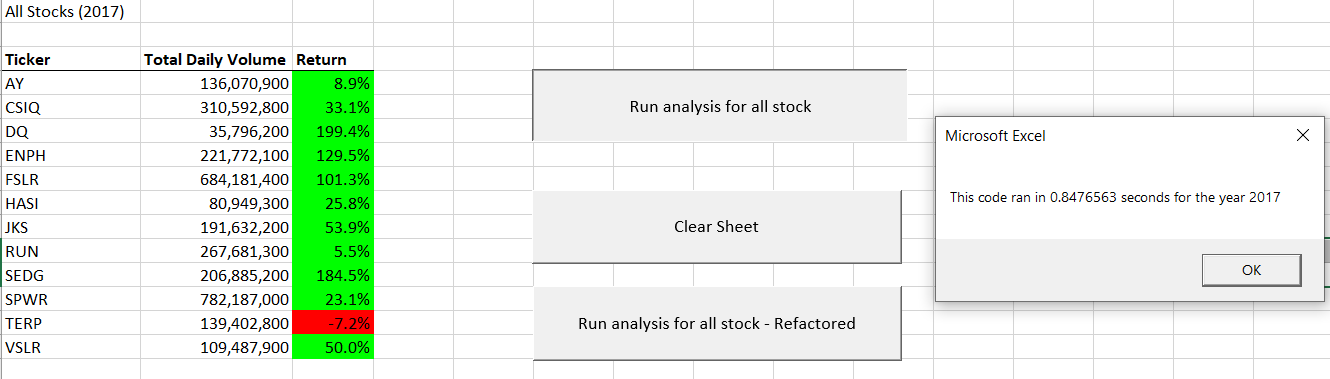 All Stocks (2017)
Ticker Total Daily Volume Return
AY 136,070,900 8.9%
CSIQ 310,592,800 33.1%
DQ 35,796,200 199.4%
ENPH 221,772,100 129.5%
FSLR 684,181,400 101.3%
HASI 80,949,300 25.8%
JKS 191,632,200 53.9%
RUN 267,681,300 5.5%
SEDG 206,885,200 184.5%
SPWR 782,187,000 23.1%
TERP 139,402,800 -7.2%
VSLR 109,487,900 50.0%
Run analysis for all stock
Clear Sheet
Run analysis for all stock - Refactored
Microsoft Excel
This code ran in 0.8476563 seconds for the year 2017
OK